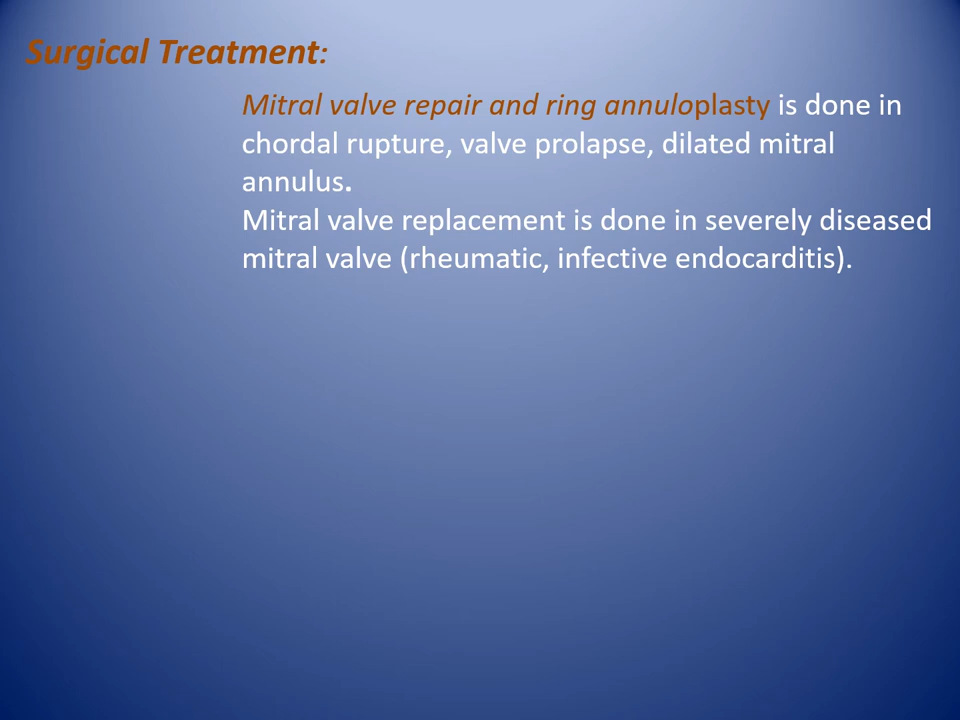 Surgical Treatment:
Mitral valve repair and ring annuloplasty is done in
chordal rupture, valve prolapse, dilated mitral
annulus.
Mitral valve replacement is done in severely diseased
mitral valve (rheumatic, infective endocarditis).